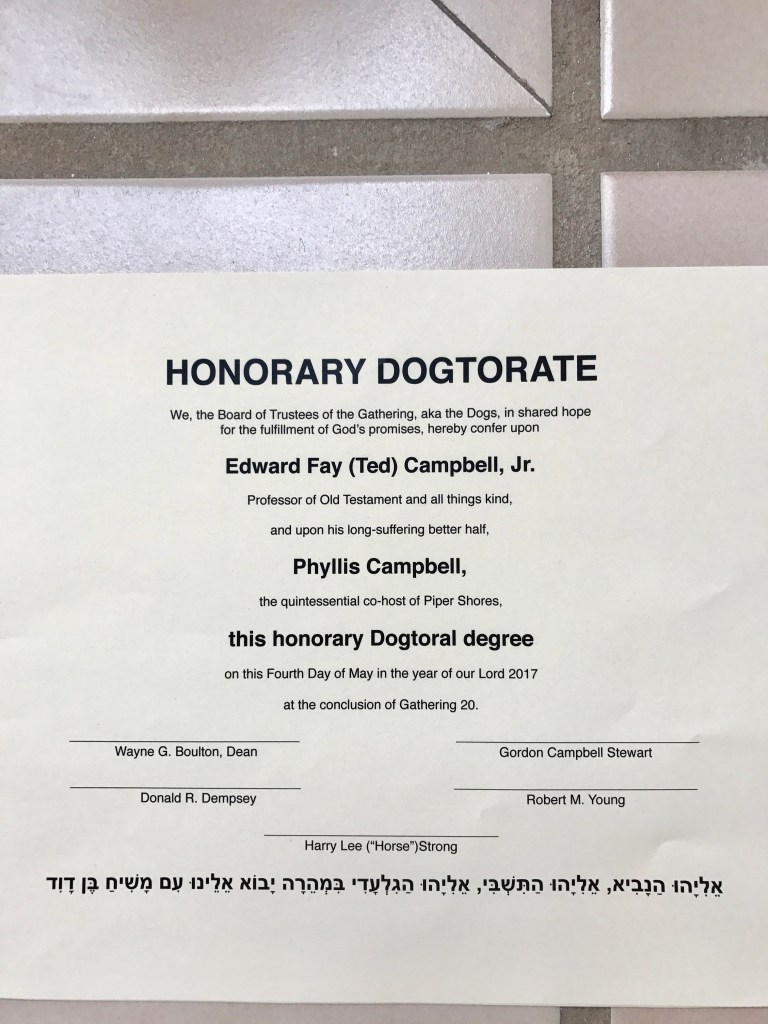 HONORARY DOGTORATE
We, the Board of Trustees of the Gathering, aka the Dogs, in shared hope
for the fulfillment of God's promises, hereby confer upon
Edward Fay (Ted) Campbell, Jr.
Professor of Old Testament and all things kind,
and upon his long-suffering better half,
Phyllis Campbell,
the quintessential co-host of Piper Shores,
this honorary Dogtoral degree
on this Fourth Day of May in the year of our Lord 2017
at the conclusion of Gathering 20.
Wayne G. Boulton, Dean
Gordon Campbell Stewart
Donald R. Dempsey
Robert M. Young
Harry Lee ("Horse")Strong
אֵלִיָהוּ הַנָבִיא, אֵלִיָהוּ הַתִּשְׁבִּי, אֵלִיָהוּ הַגִלְעָדִי בִּמְהֵרָה יָבוֹא אֵלֵינוּ עִם מָשִׁיחַ בֶּן דָוִד